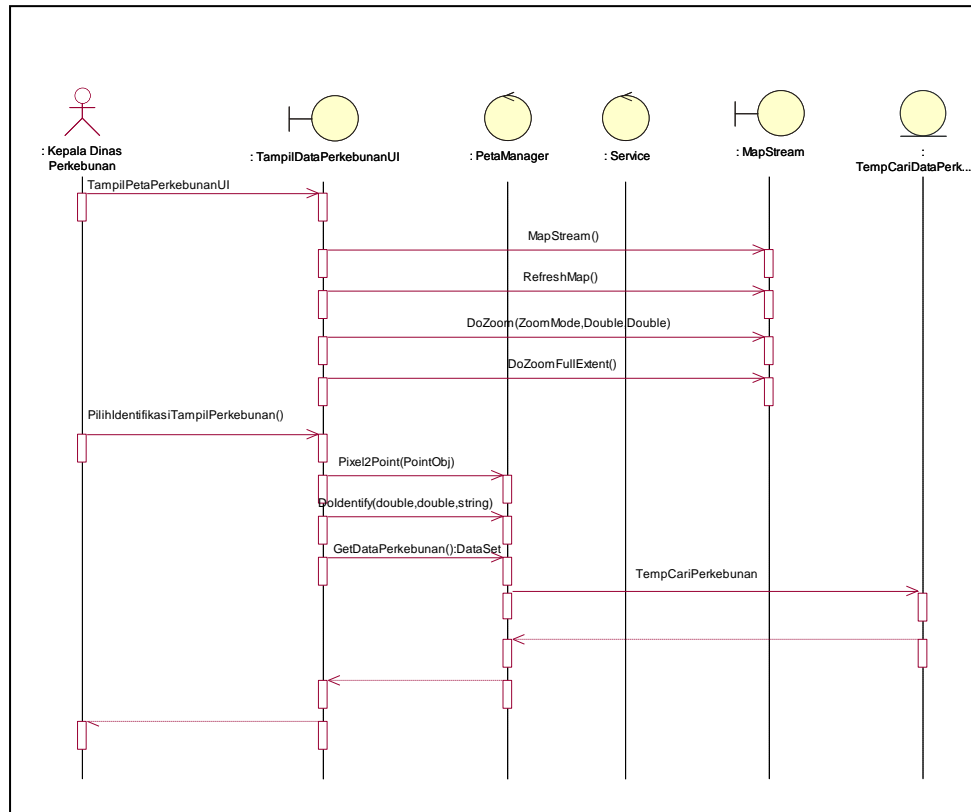 : Kepala Dinas
Perkebunan
: TampilDataPerkebunanUI
: PetaManager
: Service
: MapStream
:
TempCariDataPerk...
TampilPetaPerkebunanUI
MapStream()
RefreshMap()
DoZoom(ZoomMode,Double,Double)
DoZoomFullExtent()
PilihIdentifikasiTampilPerkebunan()
Pixel2Point(PointObj)
DoIdentify(double,double,string)
GetDataPerkebunan():DataSet
TempCariPerkebunan